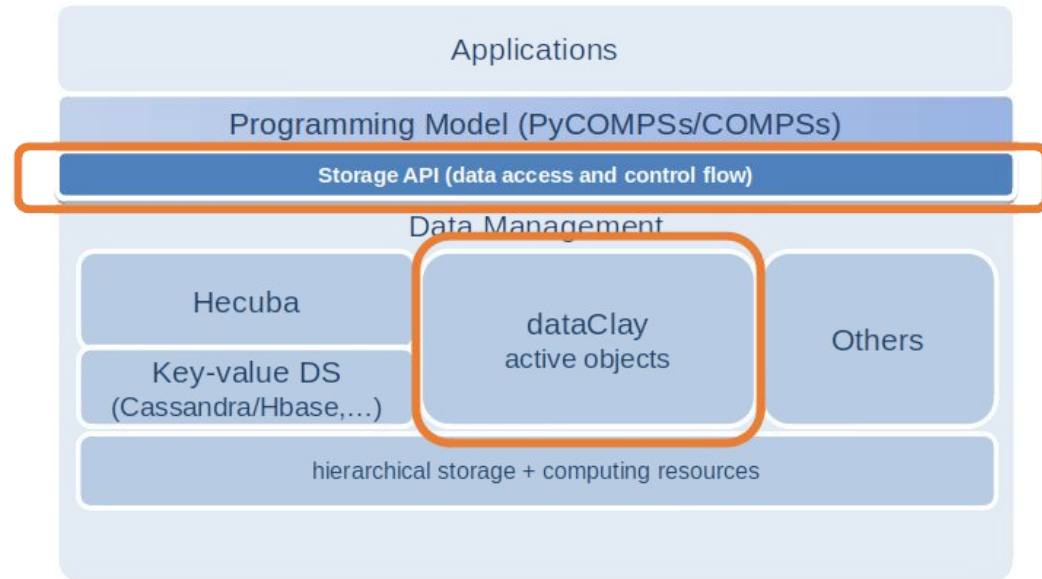 Applications
Programming Model (PyCOMPSs/COMPSs)
Storage API (data access and control flow)
Data Management
Hecuba
Key-value DS
(Cassandra/Hbase,…)
dataClay
active objects
Others
hierarchical storage + computing resources